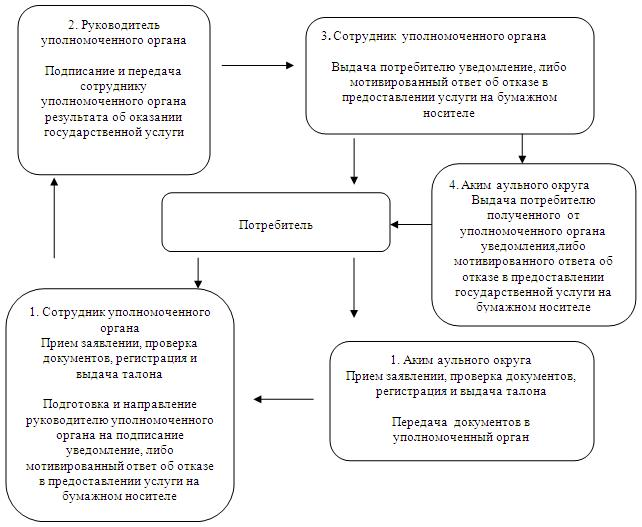 2. Руководитель
уполномоченного органа
Подписание и передача
сотруднику
уполномоченного органа
результата об оказании
государственной услуги
3. Сотрудник уполномоченного органа
Выдача потребителю уведомление, либо
мотивированный ответ об отказе в
предоставлении услуги на бумажном
носителе
4. Аким аульного округа
Выдача потребителю
полученного от
уполномоченного органа
уведомления,либо
мотивированного ответа об
отказе в предоставлении
государственной услуги на
бумажном носителе
Потребитель
1. Сотрудник уполномоченного
органа
Прием заявлении, проверка
документов, регистрация и
выдача талона
Подготовка и направление
руководителю уполномоченного
органа на подписание
уведомление, либо
мотивированный ответ об отказе
в предоставлении услуги на
бумажном носителе
1. Аким аульного округа
Прием заявлении, проверка документов,
регистрация и выдача талона
Передача документов в
уполномоченный орган